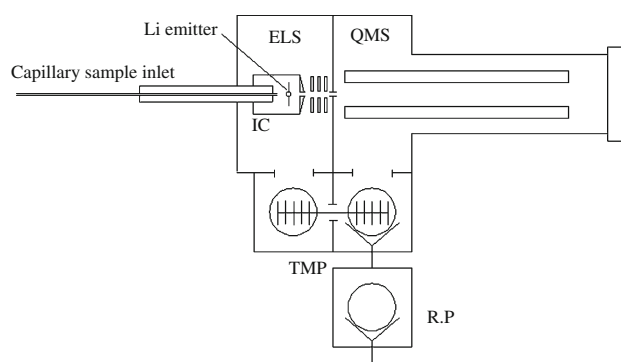 Li emitter
ELS
QMS
Capillary sample inlet
IC
TMP
R.P